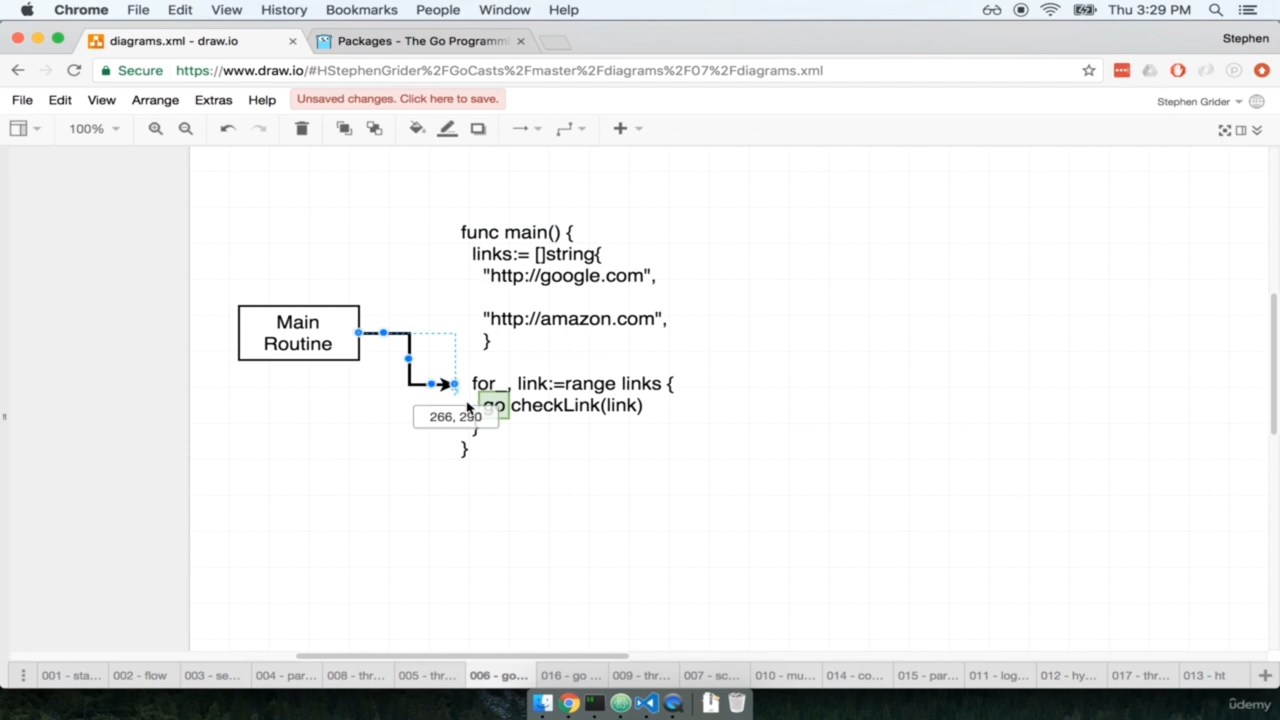 Chrome File Edit View History Bookmarks People Window Help Thu 3:29 PM
diagrams.xml - draw.io Packages - The Go Programmi Stephen
Secure https://www.draw.io/#HStephenGrider%2FGoCasts%2Fmaster%2Fdiagrams%2F07%2Fdiagrams.xml
File Edit View Arrange Extras Help Unsaved changes. Click here to save. Stephen Grider
100%
func main() {
links:= []string{
"http://google.com",
"http://amazon.com",
}
Main
Routine
for _, link:=range links {
go checkLink(link)
266, 290
}
}
001 - sta... 002 - flow 003 - se... 004 - par... 008 - thr... 005 - thr... 006 - go... 016 - go ... 009 - thr... 007 - sc... 010 - mu... 014 - co... 015 - par... 011 - log... 012 - hy... 017 - thr... 013 - ht
ûdemy